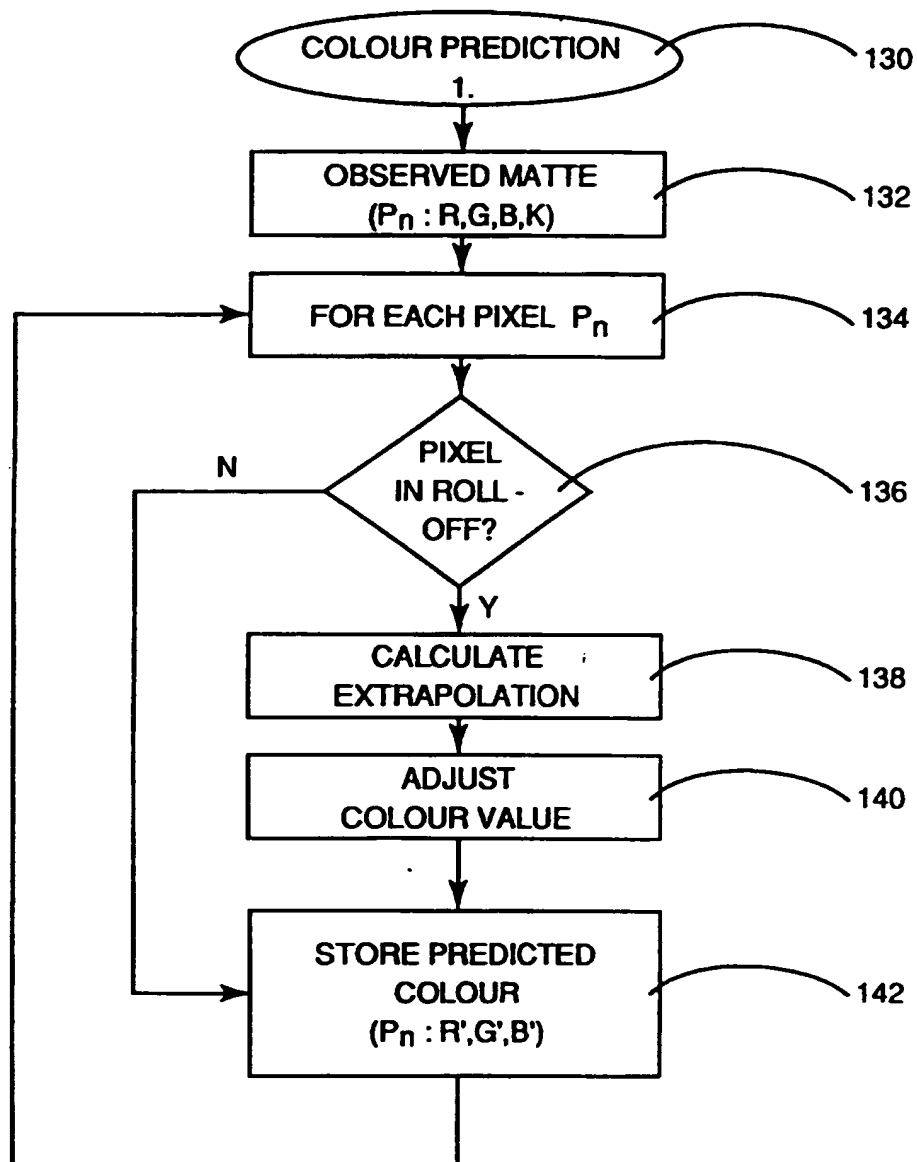 COLOUR PREDICTION
1.
130
OBSERVED MATTE
(Pn : R,G,B,K)
132
FOR EACH PIXEL Pn
134
PIXEL
IN ROLL -
OFF?
136
N
Y
CALCULATE
EXTRAPOLATION
138
ADJUST
COLOUR VALUE
140
STORE PREDICTED
COLOUR
(Pn : R',G',B')
142